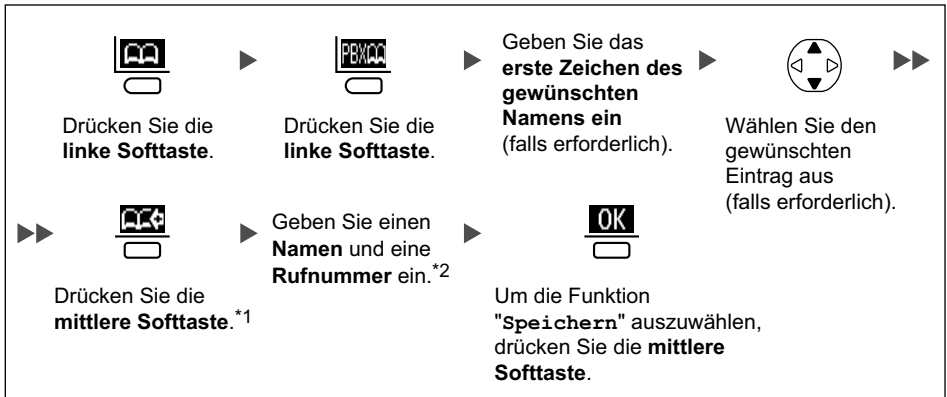 PBX
Drücken Sie die
linke Softtaste.
Drücken Sie die
linke Softtaste.
Geben Sie das
erste Zeichen des
gewünschten
Namens ein
(falls erforderlich).
Wählen Sie den
gewünschten
Eintrag aus
(falls erforderlich).
Drücken Sie die
mittlere Softtaste.*1
Geben Sie einen
Namen und eine
Rufnummer ein.*2
OK
Um die Funktion
"Speichern" auszuwählen,
drücken Sie die mittlere
Softtaste.